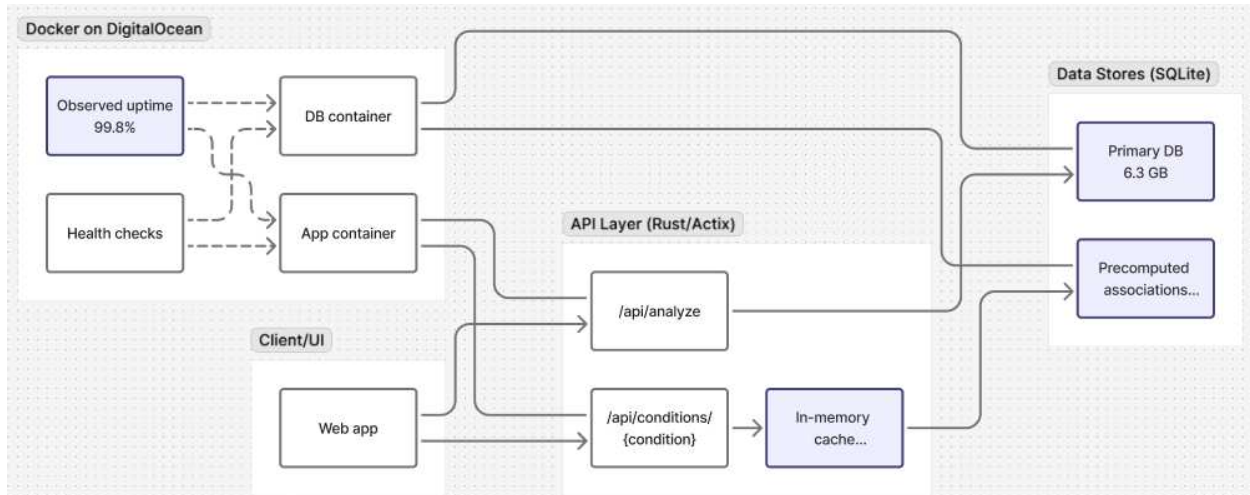 Docker on DigitalOcean
Observed uptime
99.8%
DB container
Health checks
App container
Data Stores (SQLite)
Primary DB
6.3 GB
Precomputed
associations...
API Layer (Rust/Actix)
/api/analyze
/api/conditions/
{condition}
In-memory
cache...
Client/UI
Web app